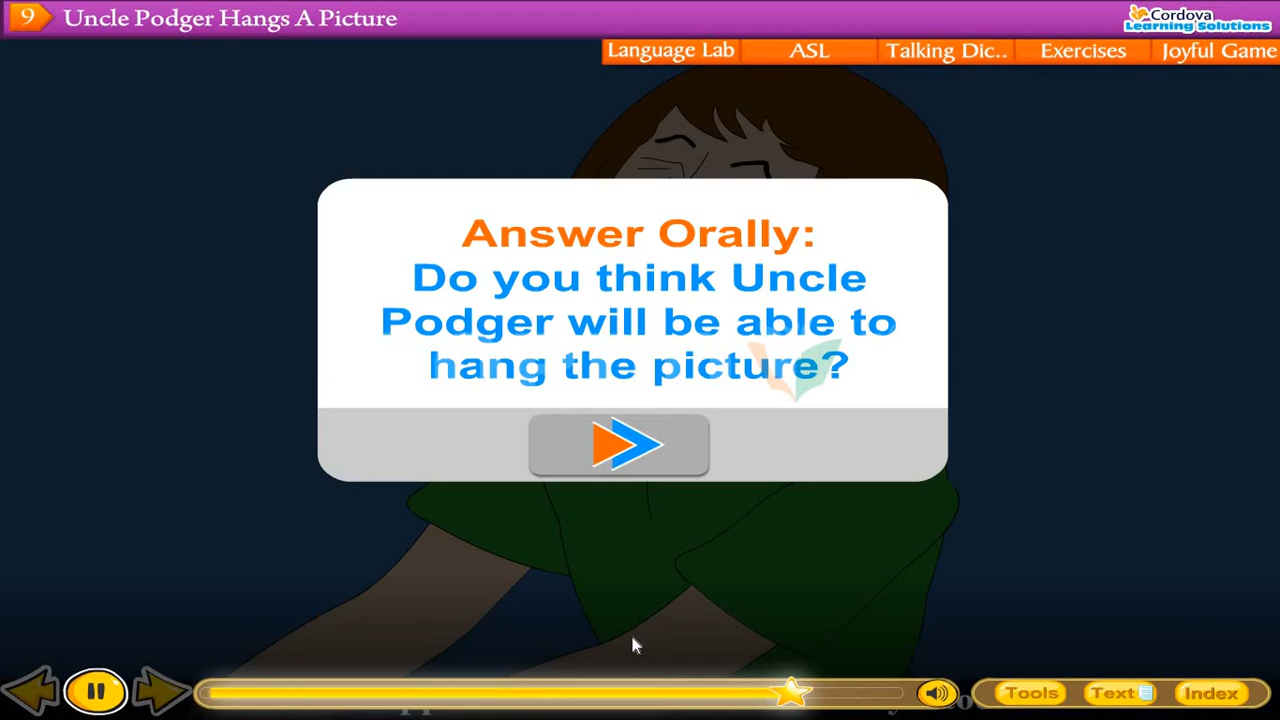 9 Uncle Podger Hangs A Picture
Cordova
Learning Solutions
Language Lab ASL Talking Dic.. Exercises Joyful Game
Answer Orally:
Do you think Uncle
Podger will be able to
hang the picture?
Tools Text Index